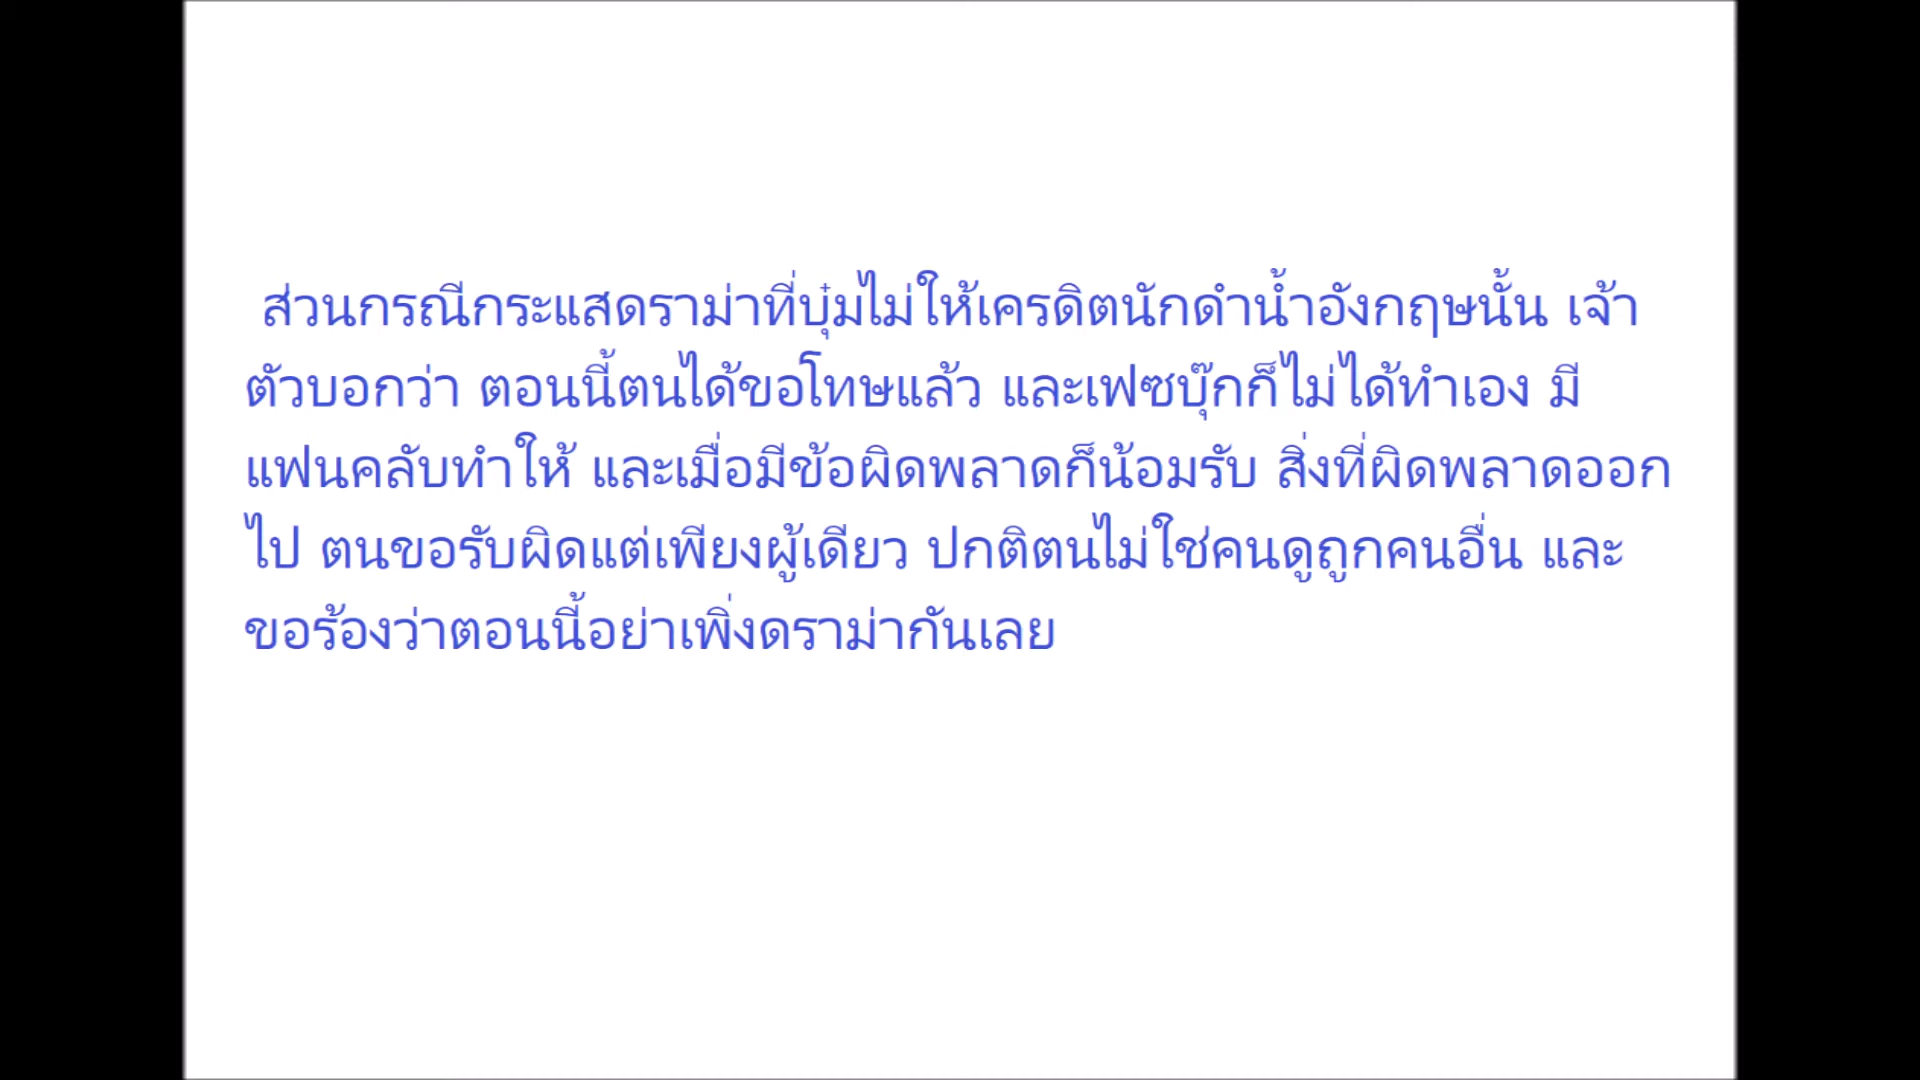 ส่วนกรณีกระแสดราม่าที่บุ๋มไม่ให้เครดิตนักดำน้ำอังกฤษนั้น เจ้า
ตัวบอกว่า ตอนนี้ตนได้ขอโทษแล้ว และเฟซบุ๊กก็ไม่ได้ทำเอง มี
แฟนคลับทำให้ และเมื่อมีข้อผิดพลาดก็น้อมรับ สิ่งที่ผิดพลาดออก
ไป ตนขอรับผิดแต่เพียงผู้เดียว ปกติตนไม่ใช่คนดูถูกคนอื่น และ
ขอร้องว่าตอนนี้อย่าเพิ่งดราม่ากันเลย